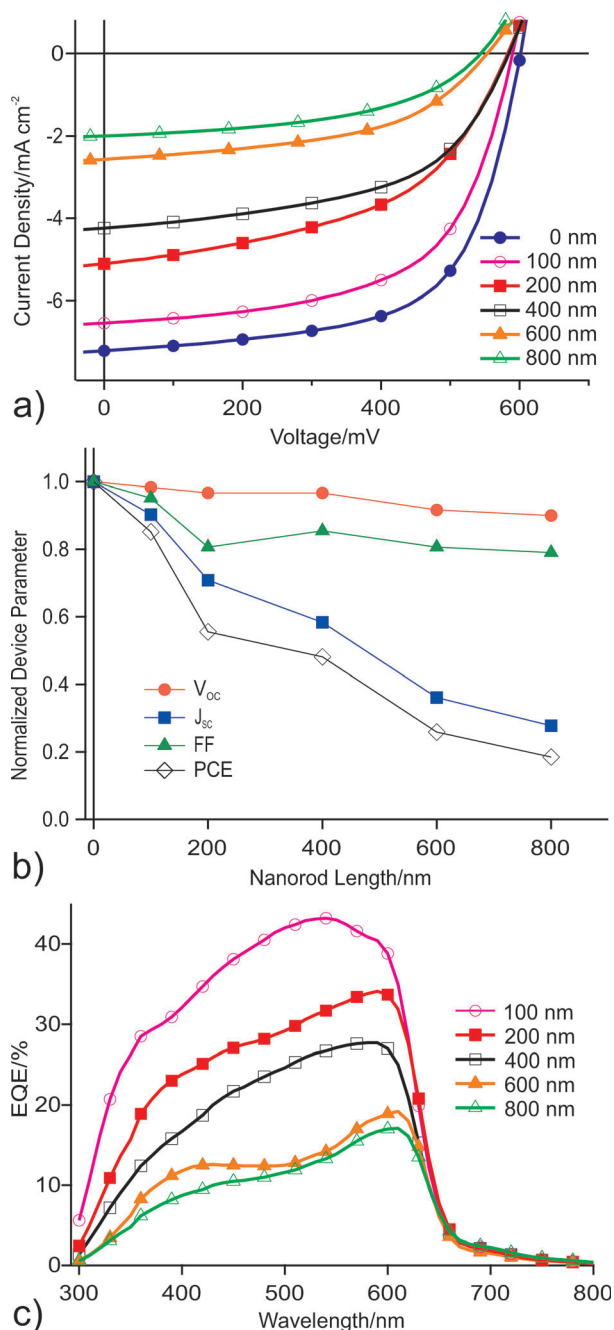 0
-2
-4
-6
Current Density/mA cm-2
0 nm
100 nm
200 nm
400 nm
600 nm
800 nm
0
200
400
600
Voltage/mV
a)
1.0
0.8
0.6
0.4
0.2
0.0
Normalized Device Parameter
VOC
JSC
FF
PCE
0
200
400
600
800
Nanorod Length/nm
b)
40
30
20
10
0
EQE/%
100 nm
200 nm
400 nm
600 nm
800 nm
300
400
500
600
700
800
Wavelength/nm
c)